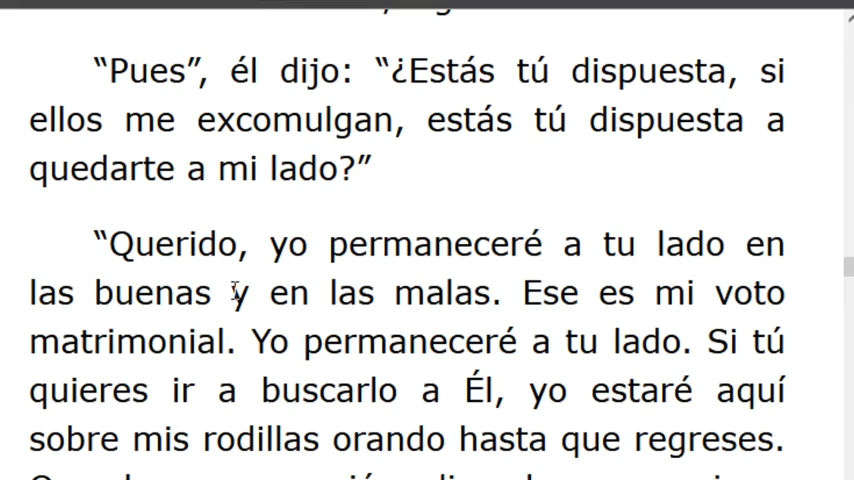 “Pues”, él dijo: “¿Estás tú dispuesta, si
ellos me excomulgan, estás tú dispuesta a
quedarte a mi lado?”
“Querido, yo permaneceré a tu lado en
las buenas y en las malas. Ese es mi voto
matrimonial. Yo permaneceré a tu lado. Si tú
quieres ir a buscarlo a Él, yo estaré aquí
sobre mis rodillas orando hasta que regreses.